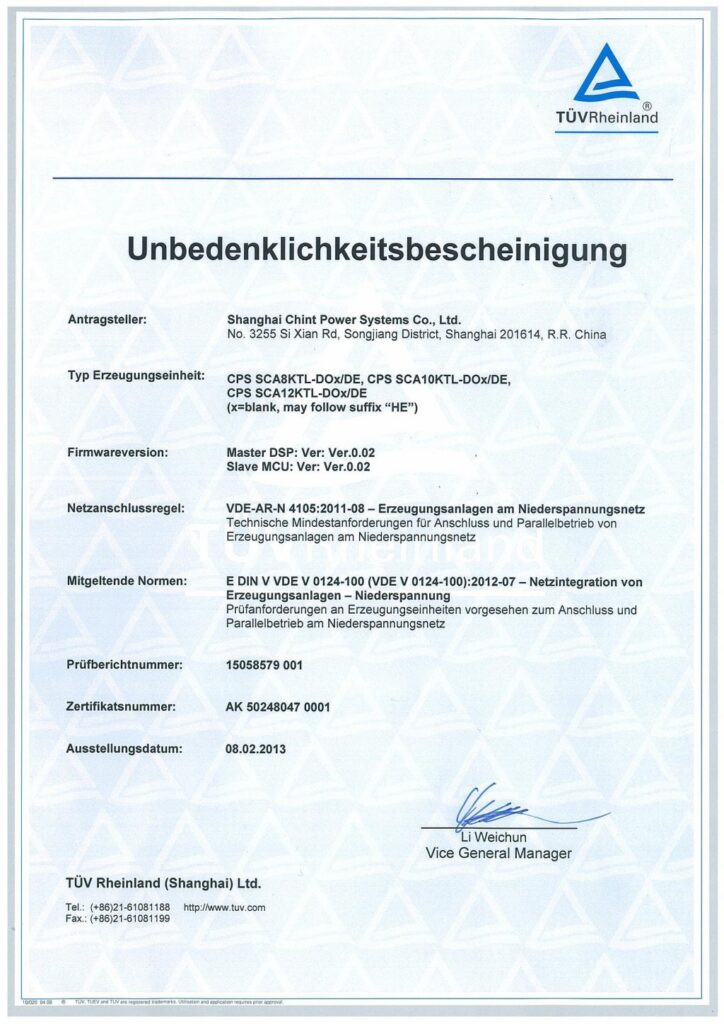 TÜVRheinland®
Unbedenklichkeitsbescheinigung
Antragsteller: Shanghai Chint Power Systems Co., Ltd.
No. 3255 Si Xian Rd, Songjiang District, Shanghai 201614, R.R. China
Typ Erzeugungseinheit: CPS SCA8KTL-DOx/DE, CPS SCA10KTL-DOx/DE,
CPS SCA12KTL-DOx/DE
(x=blank, may follow suffix “HE”)
Firmwareversion: Master DSP: Ver: Ver.0.02
Slave MCU: Ver: Ver.0.02
Netzanschlussregel: VDE-AR-N 4105:2011-08 – Erzeugungsanlagen am Niederspannungsnetz
Technische Mindestanforderungen für Anschluss und Parallelbetrieb von
Erzeugungsanlagen am Niederspannungsnetz
TÜVRheinland
Mitgeltende Normen: E DIN V VDE V 0124-100 (VDE V 0124-100):2012-07 – Netzintegration von
Erzeugungsanlagen – Niederspannung
Prüfanforderungen an Erzeugungseinheiten vorgesehen zum Anschluss und
Parallelbetrieb am Niederspannungsnetz
Prüfberichtnummer: 15058579 001
Zertifikatsnummer: AK 50248047 0001
Ausstellungsdatum: 08.02.2013
Li Weichun
Vice General Manager
TÜV Rheinland (Shanghai) Ltd.
Tel.: (+86)21-61081188 http://www.tuv.com
Fax.: (+86)21-61081199
10/020 04.08 ® TÜV, TUEV and TUV are registered trademarks. Utilisation and application requires prior approval.